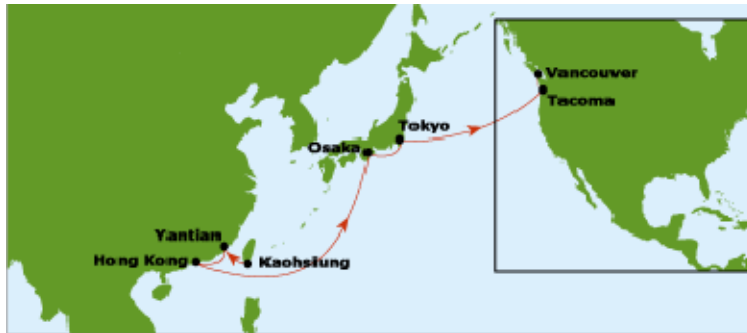 Vancouver
Tacoma
Tokyo
Osaka
Yantian
Hong Kong
Kaohsiung